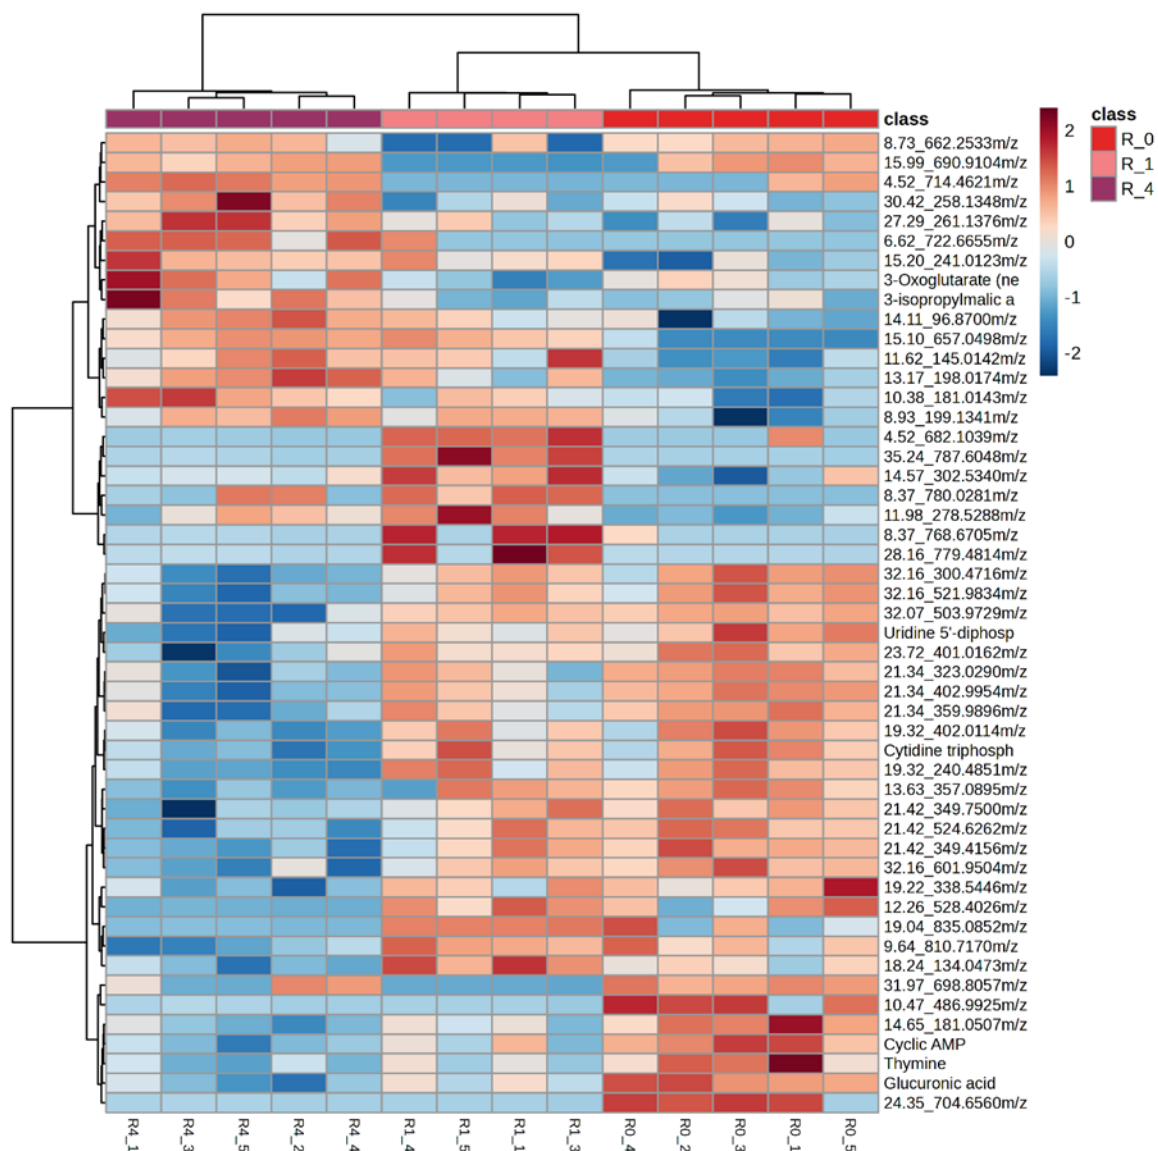 class
8.73_662.2533m/z
15.99_690.9104m/z
4.52_714.4621m/z
30.42_258.1348m/z
27.29_261.1376m/z
6.62_722.6655m/z
15.20_241.0123m/z
3-Oxoglutarate (ne
3-isopropylmalic a
14.11_96.8700m/z
15.10_657.0498m/z
11.62_145.0142m/z
13.17_198.0174m/z
10.38_181.0143m/z
8.93_199.1341m/z
4.52_682.1039m/z
35.24_787.6048m/z
14.57_302.5340m/z
8.37_780.0281m/z
11.98_278.5288m/z
8.37_768.6705m/z
28.16_779.4814m/z
32.16_300.4716m/z
32.16_521.9834m/z
32.07_503.9729m/z
Uridine 5'-diphosp
23.72_401.0162m/z
21.34_323.0290m/z
21.34_402.9954m/z
21.34_359.9896m/z
19.32_402.0114m/z
Cytidine triphosph
19.32_240.4851m/z
13.63_357.0895m/z
21.42_349.7500m/z
21.42_524.6262m/z
21.42_349.4156m/z
32.16_601.9504m/z
19.22_338.5446m/z
12.26_528.4026m/z
19.04_835.0852m/z
9.64_810.7170m/z
18.24_134.0473m/z
31.97_698.8057m/z
10.47_486.9925m/z
14.65_181.0507m/z
Cyclic AMP
Thymine
Glucuronic acid
24.35_704.6560m/z
2
1
0
-1
-2
class
R_0
R_1
R_4
R4_1
R4_3
R4_5
R4_2
R4_4
R1_4
R1_5
R1_1
R1_3
R0_4
R0_2
R0_3
R0_1
R0_5